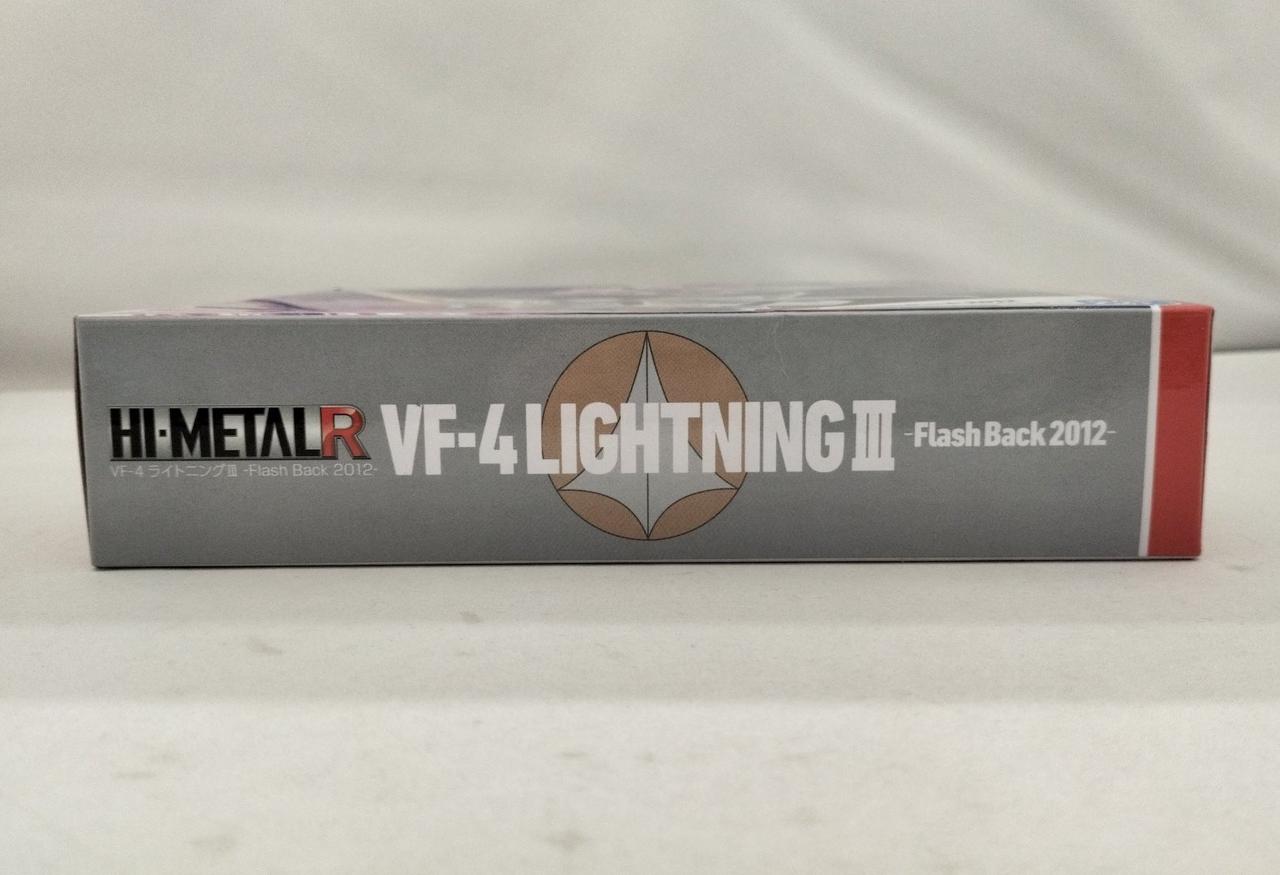 HI-METAL R
VF-4 ライトニングⅢ -Flash Back 2012-
VF-4 LIGHTNING Ⅲ
-Flash Back 2012-